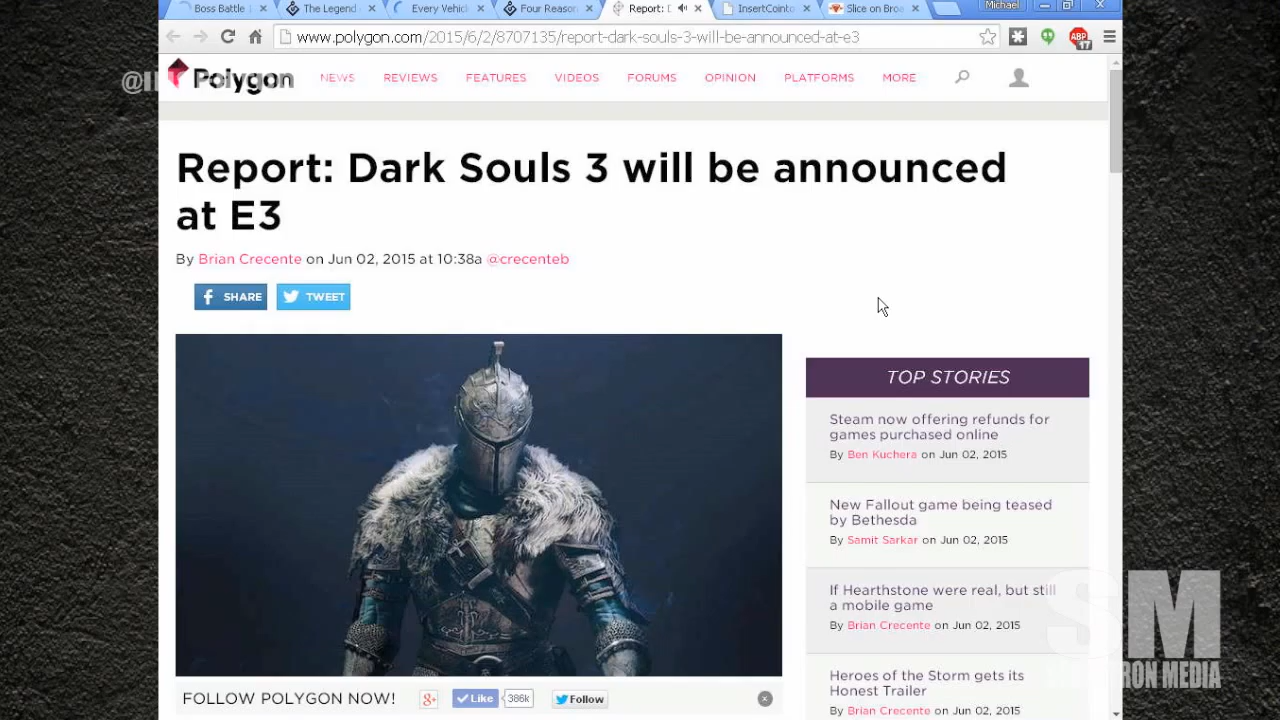 Boss Battle
The Legend
Every Vehic
Four Reason
Report: D
InsertCointo
Slice on Broa
Michael
www.polygon.com/2015/6/2/8707135/report-dark-souls-3-will-be-announced-at-e3
ABP
17
Polygon
NEWS
REVIEWS
FEATURES
VIDEOS
FORUMS
OPINION
PLATFORMS
MORE
Report: Dark Souls 3 will be announced
at E3
By Brian Crecente on Jun 02, 2015 at 10:38a @crecenteb
SHARE
TWEET
TOP STORIES
Steam now offering refunds for
games purchased online
By Ben Kuchera on Jun 02, 2015
New Fallout game being teased
by Bethesda
By Samit Sarkar on Jun 02, 2015
If Hearthstone were real, but still
a mobile game
By Brian Crecente on Jun 02, 2015
Heroes of the Storm gets its
Honest Trailer
By Brian Crecente on Jun 02, 2015
FOLLOW POLYGON NOW!
Like
386k
Follow
SM
RON MEDIA